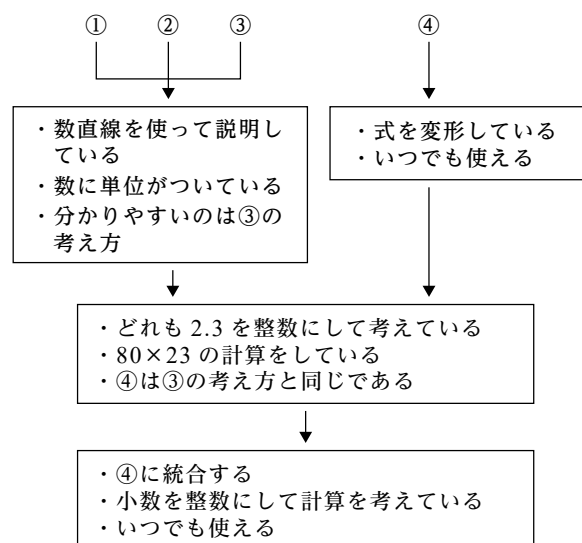 ① ② ③ ④
・数直線を使って説明し
ている
・数に単位がついている
・分かりやすいのは③の
考え方
・式を変形している
・いつでも使える
・どれも 2.3 を整数にして考えている
・80×23 の計算をしている
・④は③の考え方と同じである
・④に統合する
・小数を整数にして計算を考えている
・いつでも使える